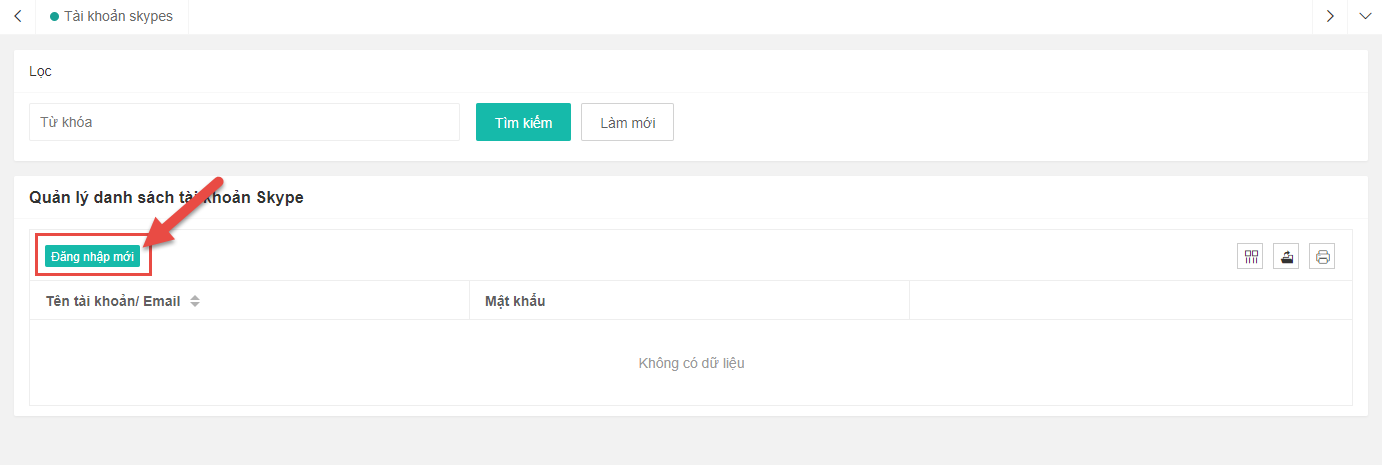 Tài khoản skypes
Lọc
Từ khóa
Tìm kiếm
Làm mới
Quản lý danh sách tài khoản Skype
Đăng nhập mới
Tên tài khoản/ Email
Mật khẩu
Không có dữ liệu